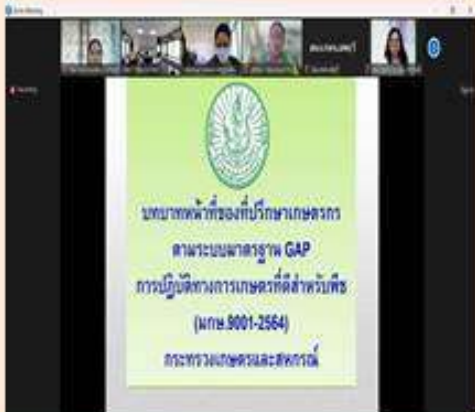 บทบาทหน้าที่ของที่ปรึกษาเกษตรกร
ตามระบบมาตรฐาน GAP
การปฏิบัติทางการเกษตรที่ดีสำหรับพืช
(มกษ.9001-2564)
กระทรวงเกษตรและสหกรณ์